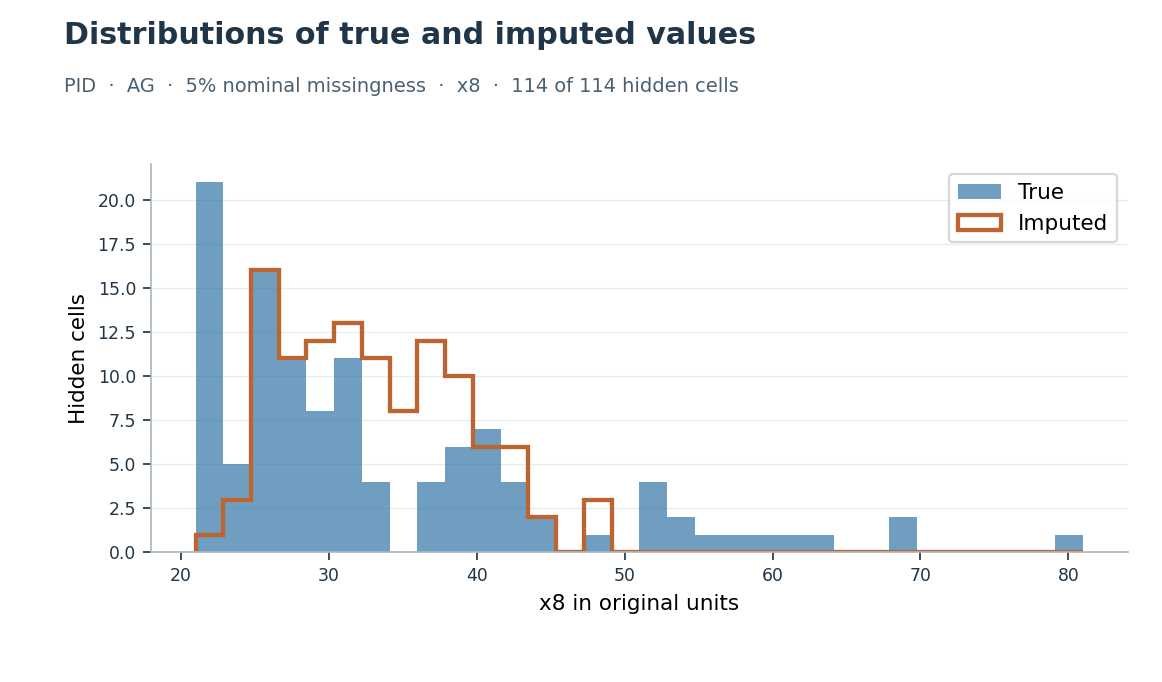 Distributions of true and imputed values
PID · AG · 5% nominal missingness · x8 · 114 of 114 hidden cells
True
Imputed
Hidden cells
20.0
17.5
15.0
12.5
10.0
7.5
5.0
2.5
0.0
20 30 40 50 60 70 80
x8 in original units